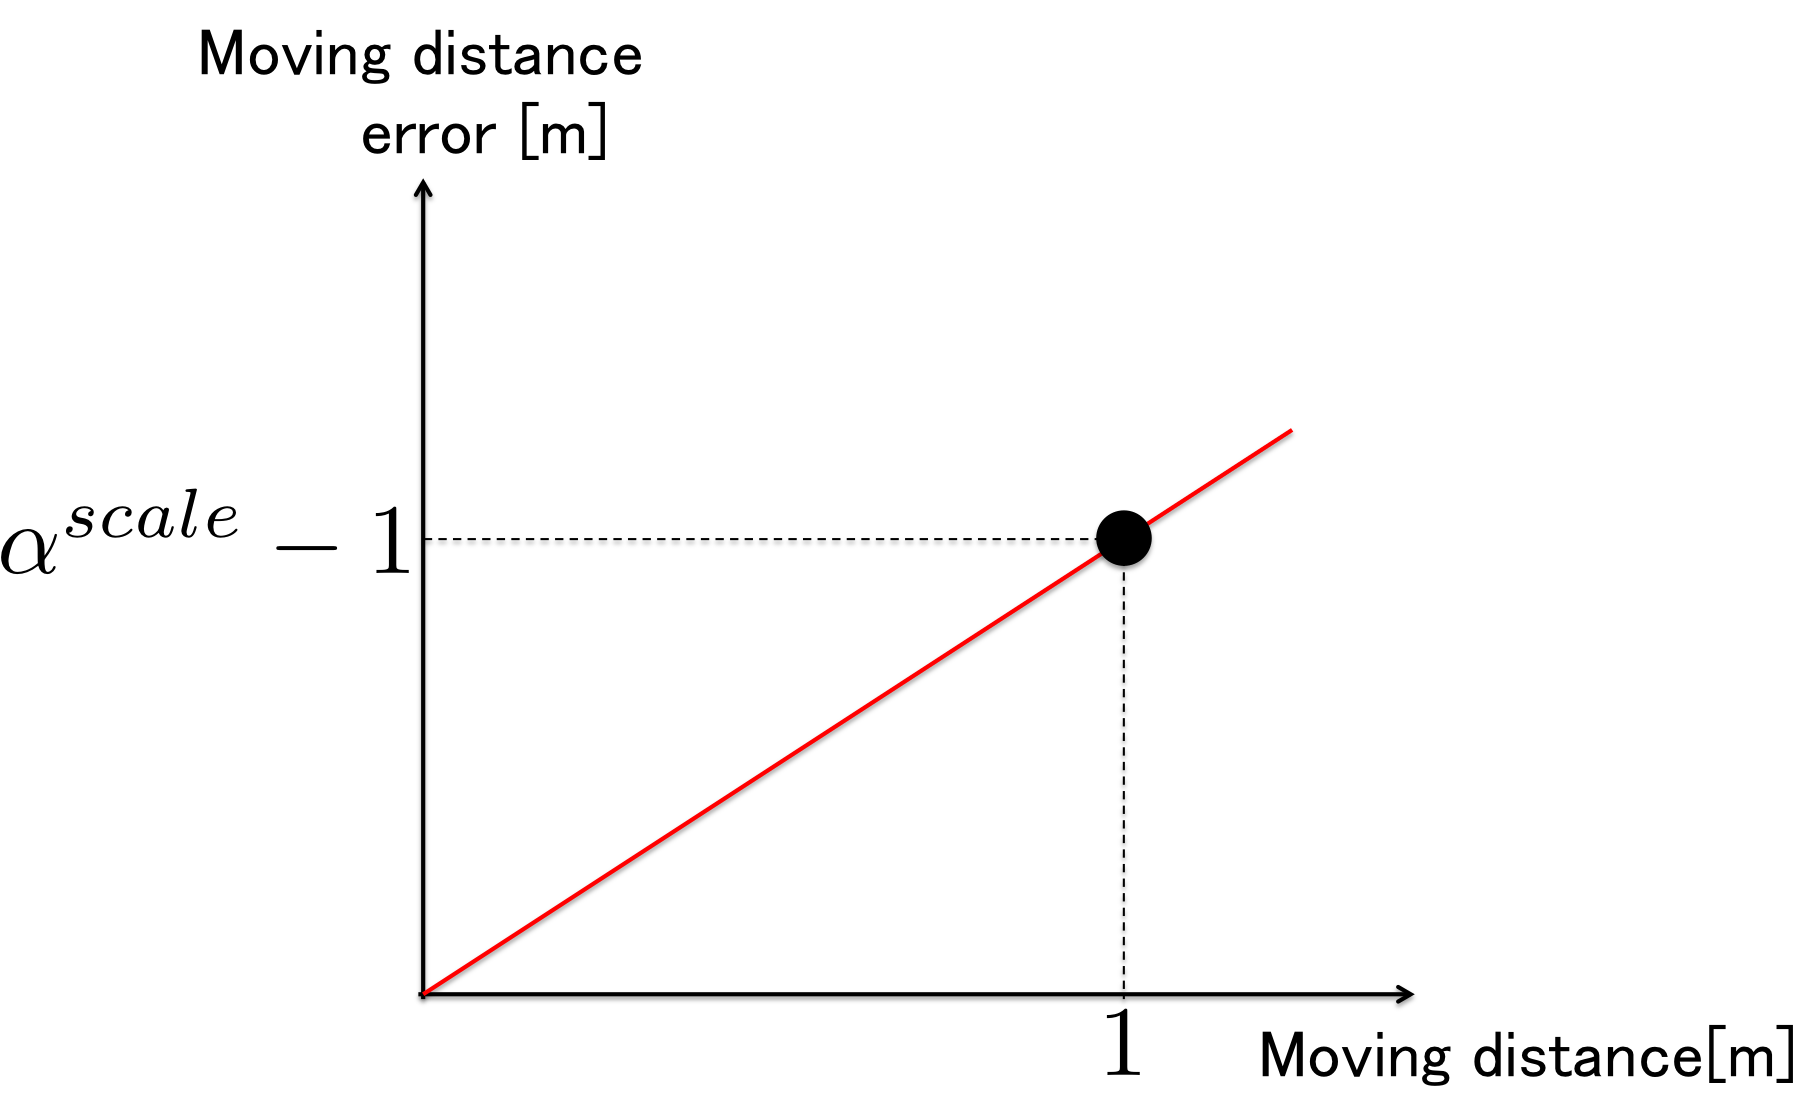 Moving distance
error [m]
α^{scale} − 1
1
Moving distance[m]